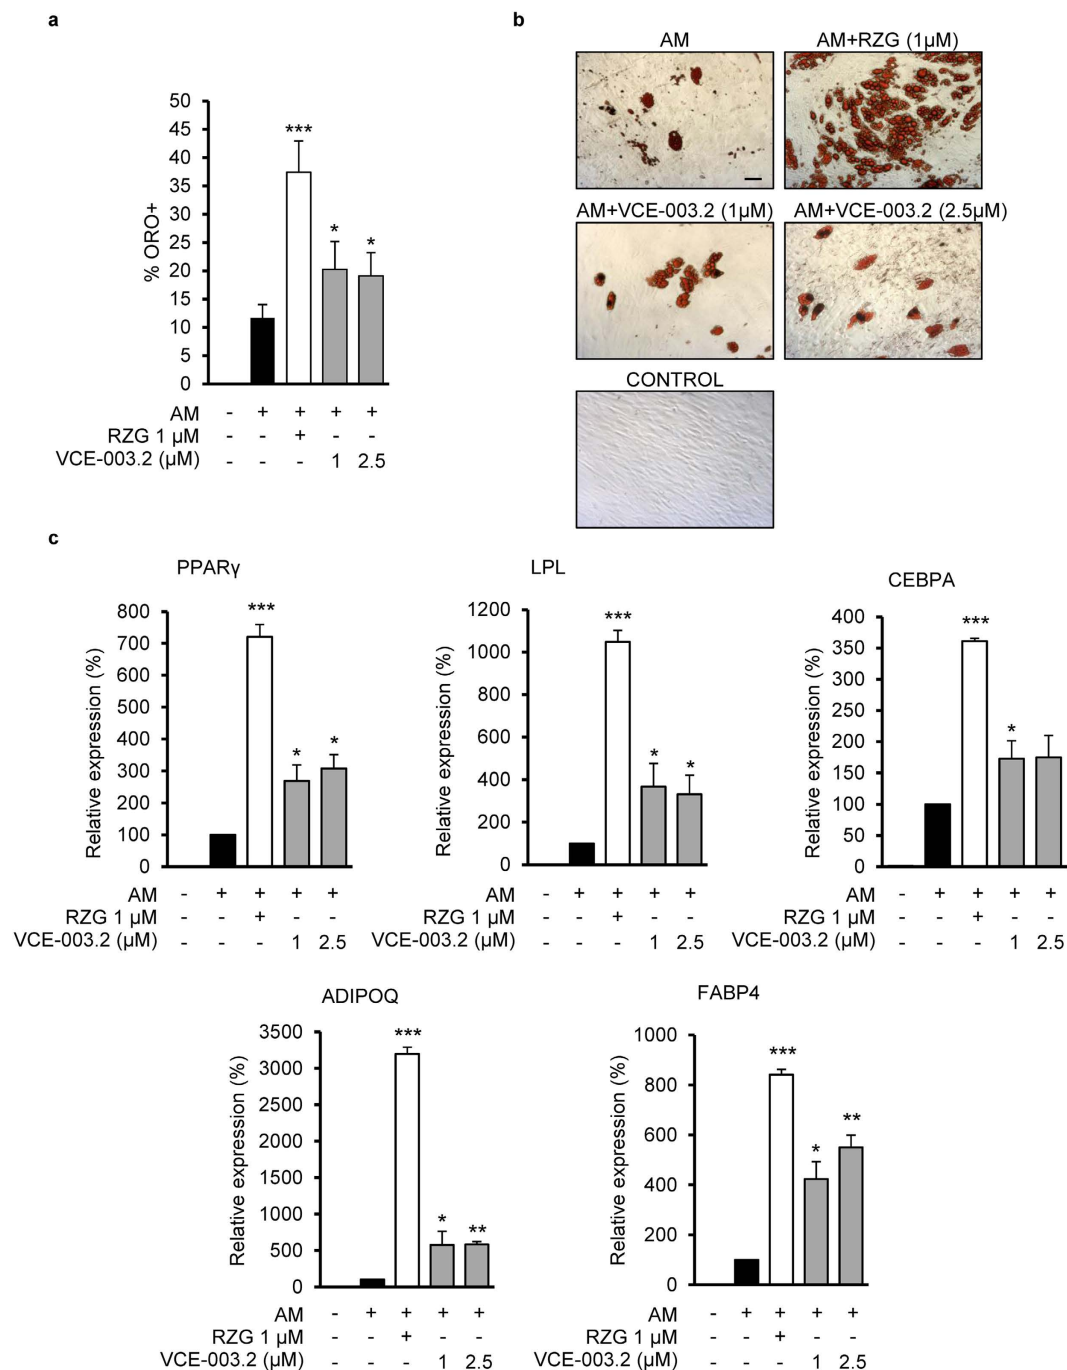 a
50
45
40
35
30
25
20
15
10
5
0
% ORO+
***
*
*
AM - + + + +
RZG 1 µM - - + - -
VCE-003.2 (µM) - - - 1 2.5
b
AM
AM+RZG (1µM)
AM+VCE-003.2 (1µM)
AM+VCE-003.2 (2.5µM)
CONTROL
c
PPARγ
800
700
600
500
400
300
200
100
0
Relative expression (%)
***
*
*
AM - + + + +
RZG 1 µM - - + - -
VCE-003.2 (µM) - - - 1 2.5
LPL
1200
1000
800
600
400
200
0
Relative expression (%)
***
*
*
AM - + + + +
RZG 1 µM - - + - -
VCE-003.2 (µM) - - - 1 2.5
CEBPA
400
350
300
250
200
150
100
50
0
Relative expression (%)
***
*
AM - + + + +
RZG 1 µM - - + - -
VCE-003.2 (µM) - - - 1 2.5
ADIPOQ
3500
3000
2500
2000
1500
1000
500
0
Relative expression (%)
***
*
**
AM - + + + +
RZG 1 µM - - + - -
VCE-003.2 (µM) - - - 1 2.5
FABP4
1000
800
600
400
200
0
Relative expression (%)
***
*
**
AM - + + + +
RZG 1 µM - - + - -
VCE-003.2 (µM) - - - 1 2.5